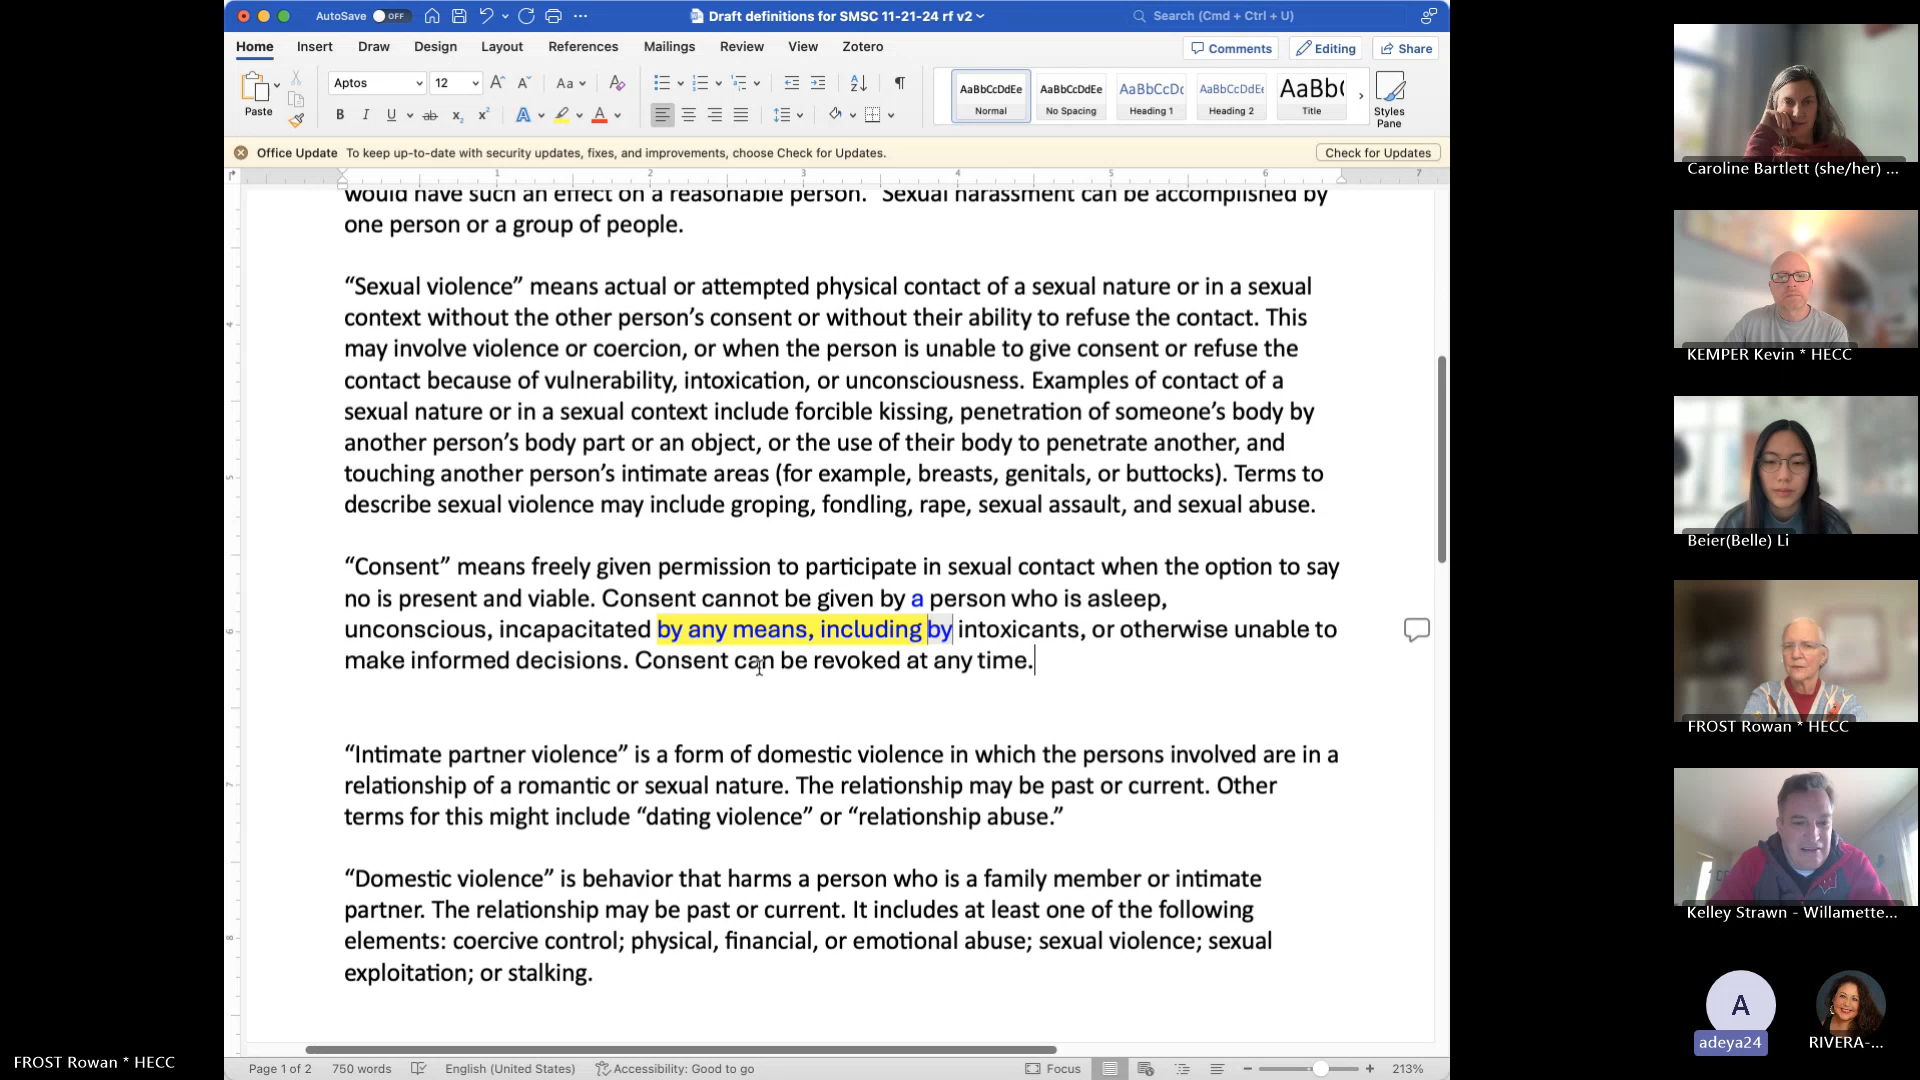 AutoSave OFF
Draft definitions for SMSC 11-21-24 rf v2
Search (Cmd + Ctrl + U)
Home Insert Draw Design Layout References Mailings Review View Zotero
Comments Editing Share
Paste
Aptos 12
AaBbCcDdEe AaBbCcDdEe AaBbCcDc AaBbCcDdEe AaBb(
Normal No Spacing Heading 1 Heading 2 Title
Styles
Pane
Office Update To keep up-to-date with security updates, fixes, and improvements, choose Check for Updates.
Check for Updates
1 2 3 4 5 6 7
would have such an effect on a reasonable person.” Sexual harassment can be accomplished by
one person or a group of people.
“Sexual violence” means actual or attempted physical contact of a sexual nature or in a sexual
context without the other person’s consent or without their ability to refuse the contact. This
may involve violence or coercion, or when the person is unable to give consent or refuse the
contact because of vulnerability, intoxication, or unconsciousness. Examples of contact of a
sexual nature or in a sexual context include forcible kissing, penetration of someone’s body by
another person’s body part or an object, or the use of their body to penetrate another, and
touching another person’s intimate areas (for example, breasts, genitals, or buttocks). Terms to
describe sexual violence may include groping, fondling, rape, sexual assault, and sexual abuse.
“Consent” means freely given permission to participate in sexual contact when the option to say
no is present and viable. Consent cannot be given by a person who is asleep,
unconscious, incapacitated by any means, including by intoxicants, or otherwise unable to
make informed decisions. Consent can be revoked at any time.
“Intimate partner violence” is a form of domestic violence in which the persons involved are in a
relationship of a romantic or sexual nature. The relationship may be past or current. Other
terms for this might include “dating violence” or “relationship abuse.”
“Domestic violence” is behavior that harms a person who is a family member or intimate
partner. The relationship may be past or current. It includes at least one of the following
elements: coercive control; physical, financial, or emotional abuse; sexual violence; sexual
exploitation; or stalking.
Page 1 of 2 750 words English (United States) Accessibility: Good to go
Focus 213%
FROST Rowan * HECC
Caroline Bartlett (she/her) ...
KEMPER Kevin * HECC
Beier(Belle) Li
FROST Rowan * HECC
Kelley Strawn - Willamette...
A
adeya24
RIVERA-...